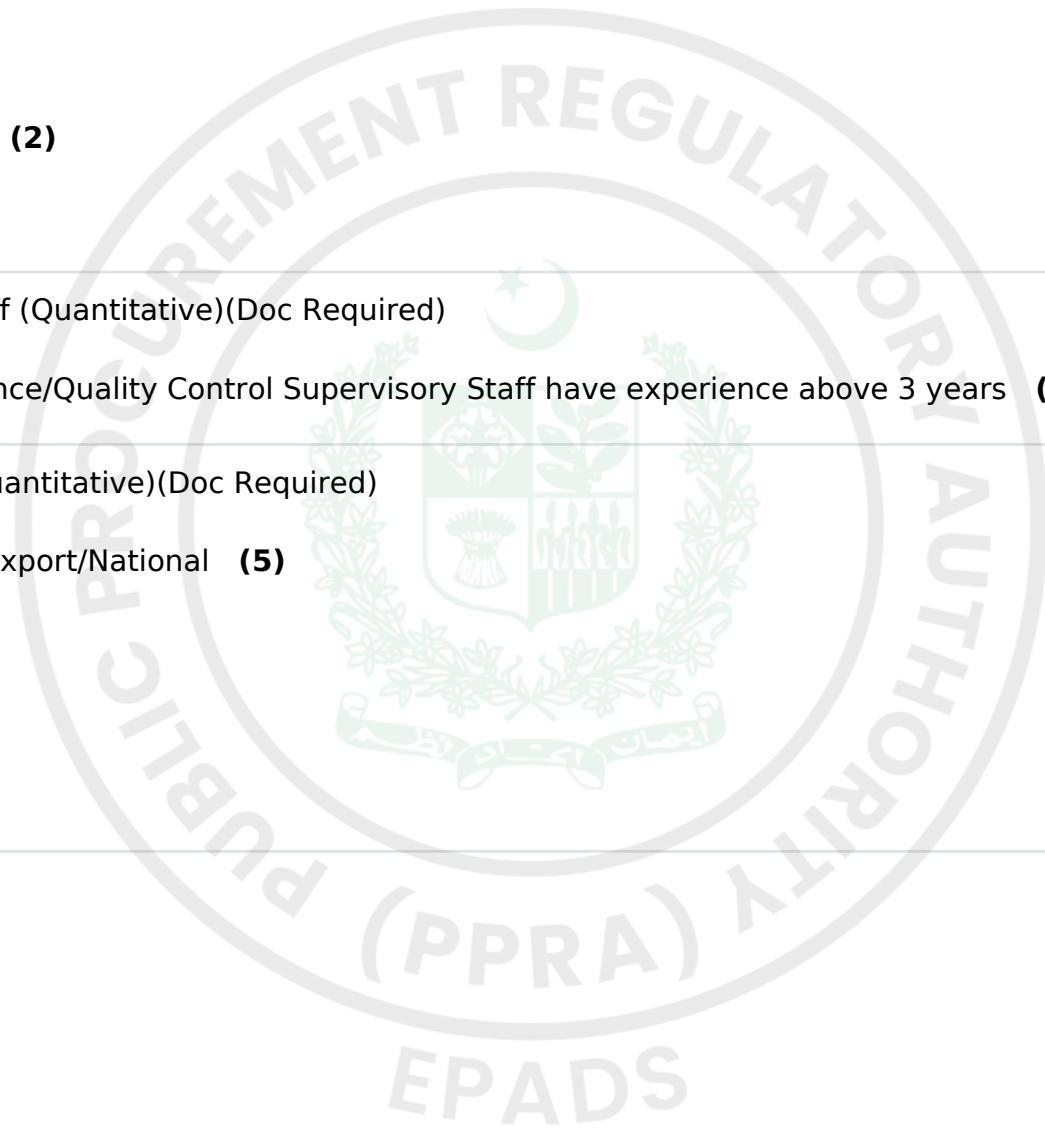 (2)
f (Quantitative)(Doc Required)
nce/Quality Control Supervisory Staff have experience above 3 years (
uantitative)(Doc Required)
xport/National (5)
PUBLIC PROCUREMENT REGULATORY AUTHORITY
(PPRA)
EPADS